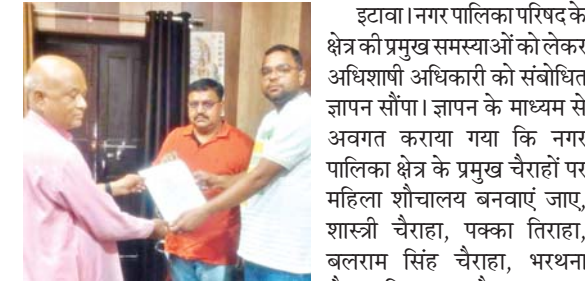 इटावा।नगर पालिका परिषद के
क्षेत्र की प्रमुख समस्याओं को लेकर
अधिशाषी अधिकारी को संबोधित
ज्ञापन सौंपा। ज्ञापन के माध्यम से
अवगत कराया गया कि नगर
पालिका क्षेत्र के प्रमुख चैराहों पर
महिला शौचालय बनवाएं जाए,
शास्त्री चैराहा, पक्का तिराहा,
बलराम सिंह चैराहा, भरथना